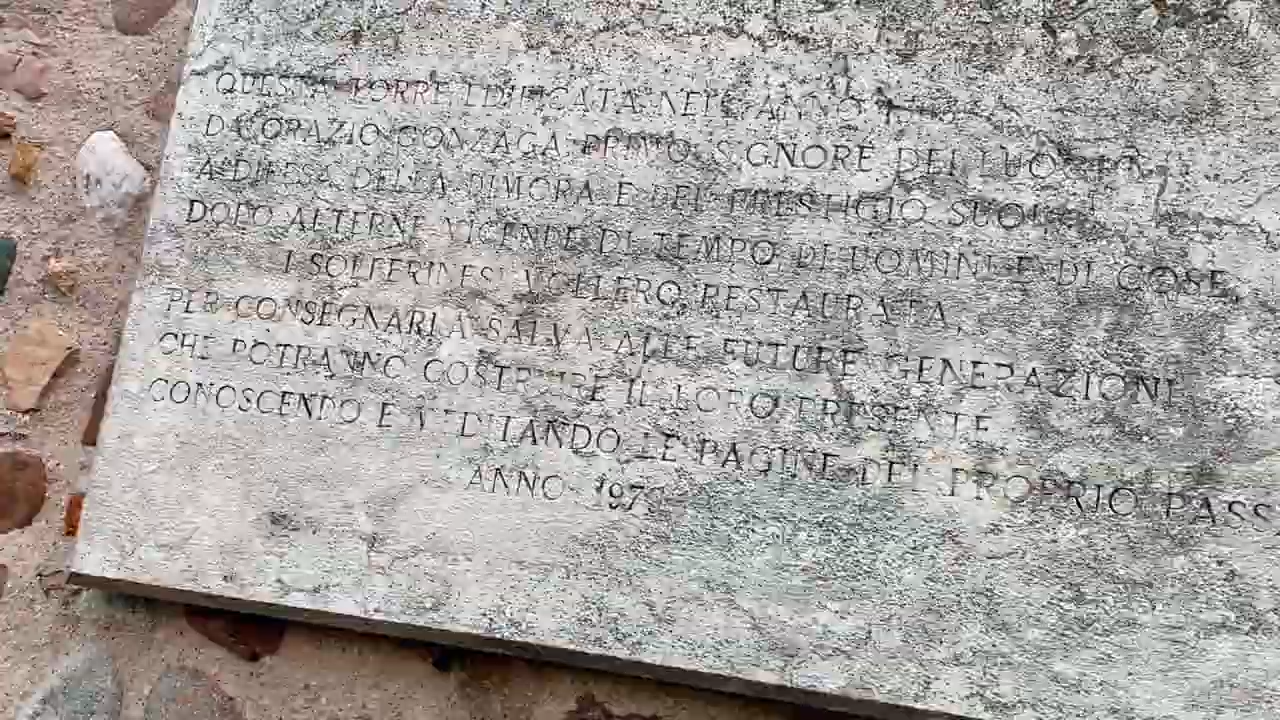 QUESTA TORRE EDIFICATA NELL'ANNO
DA ORAZIO GONZAGA PRIMO SIGNORE DEL LUOGO
A DIFESA DELLA DIMORA E DEL PRESTIGIO SUO
DOPO ALTERNE VICENDE DI TEMPO, DI UOMINI E DI COSE,
I SOLFERINESI VOLLERO RESTAURATA
PER CONSEGNARLA SALVA ALLE FUTURE GENERAZIONI
CHE POTRANNO COSTRUIRE IL LORO PRESENTE
CONOSCENDO E MEDITANDO LE PAGINE DEL PROPRIO PASS
ANNO